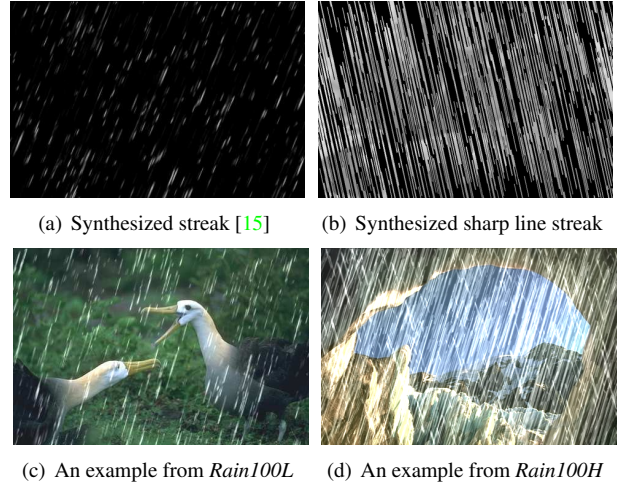 (a) Synthesized streak [15]
(b) Synthesized sharp line streak
(c) An example from Rain100L
(d) An example from Rain100H